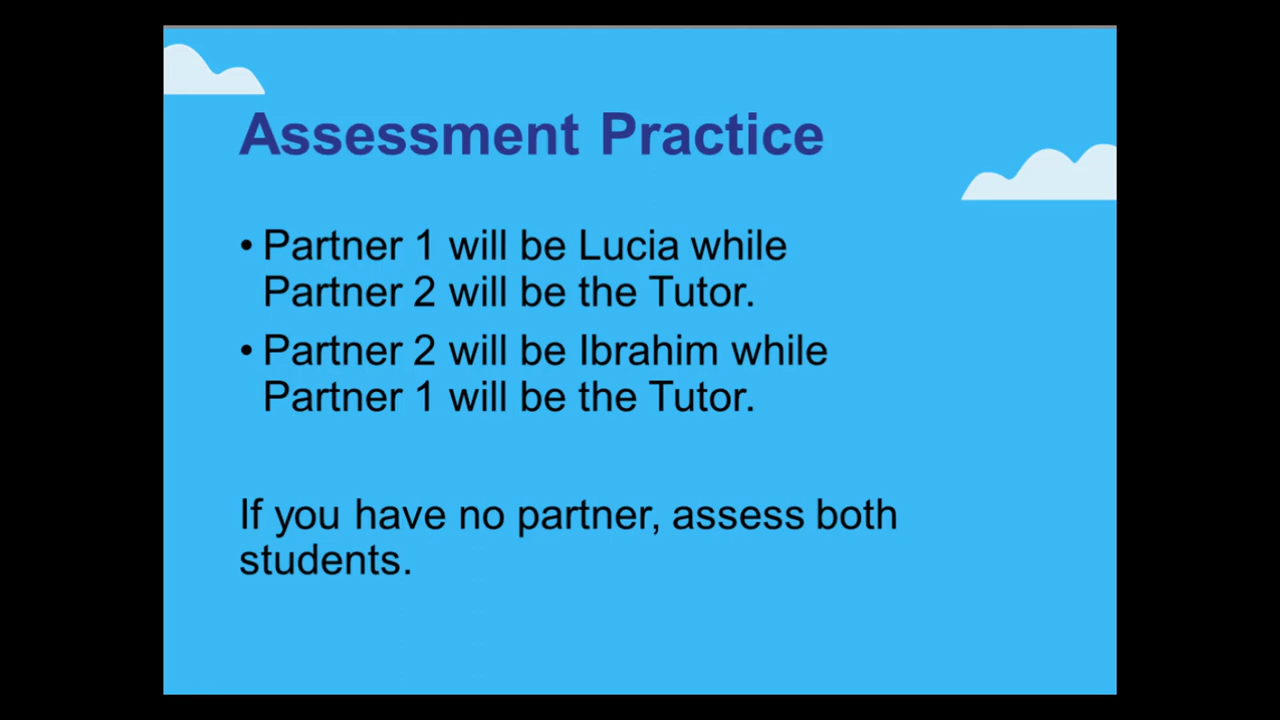 Assessment Practice
• Partner 1 will be Lucia while
Partner 2 will be the Tutor.
• Partner 2 will be Ibrahim while
Partner 1 will be the Tutor.
If you have no partner, assess both
students.